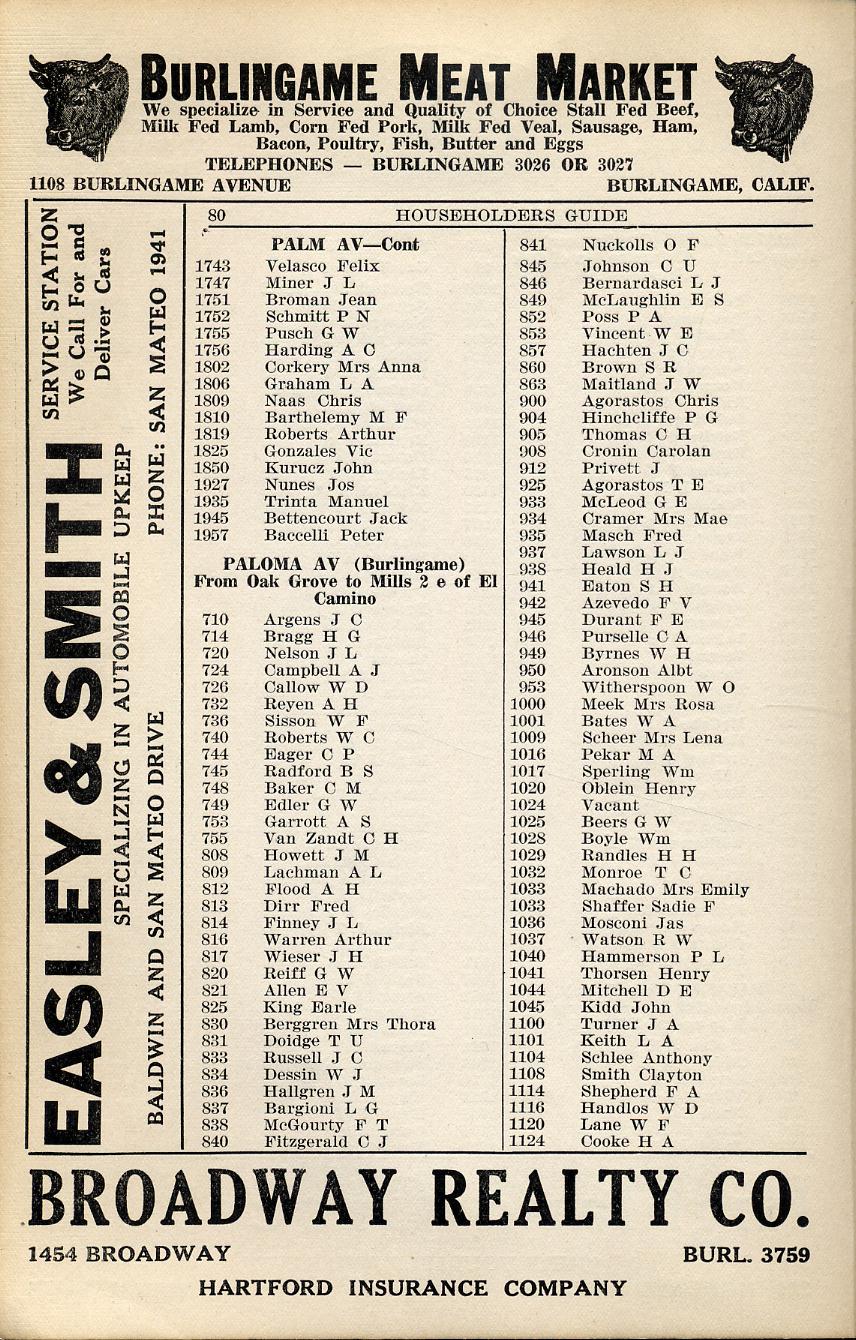 BURLINGAME MEAT MARKET
We specialize in Service and Quality of Choice Stall Fed Beef,
Milk Fed Lamb, Corn Fed Pork, Milk Fed Veal, Sausage, Ham,
Bacon, Poultry, Fish, Butter and Eggs
TELEPHONES — BURLINGAME 3026 OR 3027
1108 BURLINGAME AVENUE BURLINGAME, CALIF.
EASLEY & SMITH
SERVICE STATION
We Call For and
Deliver Cars
SPECIALIZING IN AUTOMOBILE UPKEEP
BALDWIN AND SAN MATEO DRIVE PHONE: SAN MATEO 1941
80 HOUSEHOLDERS GUIDE
PALM AV—Cont
1743 Velasco Felix
1747 Miner J L
1751 Broman Jean
1752 Schmitt P N
1755 Pusch G W
1756 Harding A C
1802 Corkery Mrs Anna
1806 Graham L A
1809 Naas Chris
1810 Barthelemy M F
1819 Roberts Arthur
1825 Gonzales Vic
1850 Kurucz John
1927 Nunes Jos
1935 Trinta Manuel
1945 Bettencourt Jack
1957 Baccelli Peter
PALOMA AV (Burlingame)
From Oak Grove to Mills 2 e of El
Camino
710 Argens J C
714 Bragg H G
720 Nelson J L
724 Campbell A J
726 Callow W D
732 Reyen A H
736 Sisson W F
740 Roberts W C
744 Eager C P
745 Radford B S
748 Baker C M
749 Edler G W
753 Garrott A S
755 Van Zandt C H
808 Howett J M
809 Lachman A L
812 Flood A H
813 Dirr Fred
814 Finney J L
816 Warren Arthur
817 Wieser J H
820 Reiff G W
821 Allen E V
825 King Earle
830 Berggren Mrs Thora
831 Doidge T U
833 Russell J C
834 Dessin W J
836 Hallgren J M
837 Bargioni L G
838 McGourty F T
840 Fitzgerald C J
841 Nuckolls O F
845 Johnson C U
846 Bernardasci L J
849 McLaughlin E S
852 Poss P A
853 Vincent W E
857 Hachten J C
860 Brown S R
863 Maitland J W
900 Agorastos Chris
904 Hinchcliffe P G
905 Thomas C H
908 Cronin Carolan
912 Privett J
925 Agorastos T E
933 McLeod G E
934 Cramer Mrs Mae
935 Masch Fred
937 Lawson L J
938 Heald H J
941 Eaton S H
942 Azevedo F V
945 Durant F E
946 Purselle C A
949 Byrnes W H
950 Aronson Albt
953 Witherspoon W O
1000 Meek Mrs Rosa
1001 Bates W A
1009 Scheer Mrs Lena
1016 Pekar M A
1017 Sperling Wm
1020 Oblein Henry
1024 Vacant
1025 Beers G W
1028 Boyle Wm
1029 Randles H H
1032 Monroe T C
1033 Machado Mrs Emily
1033 Shaffer Sadie F
1036 Mosconi Jas
1037 Watson R W
1040 Hammerson P L
1041 Thorsen Henry
1044 Mitchell D E
1045 Kidd John
1100 Turner J A
1101 Keith L A
1104 Schlee Anthony
1108 Smith Clayton
1114 Shepherd F A
1116 Handlos W D
1120 Lane W F
1124 Cooke H A
BROADWAY REALTY CO.
1454 BROADWAY BURL. 3759
HARTFORD INSURANCE COMPANY